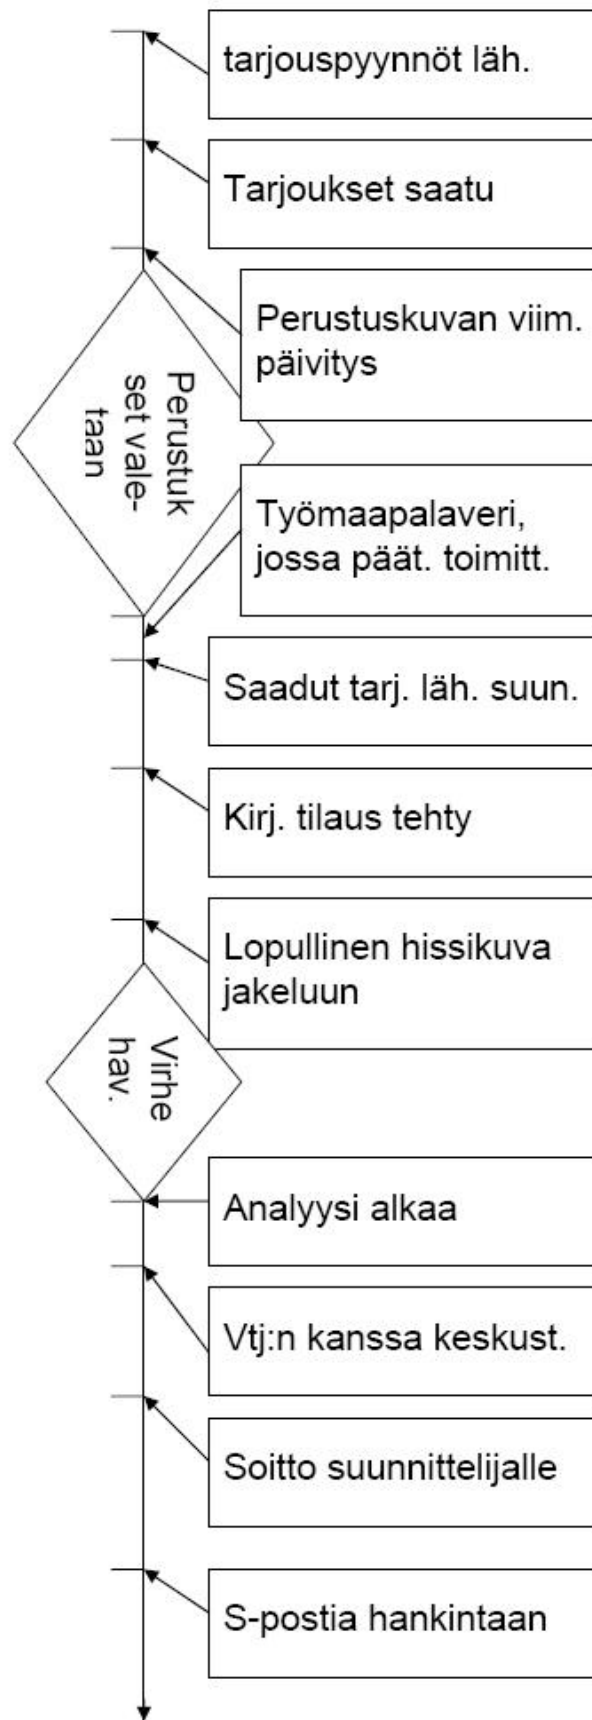 tarjouspyynnöt läh.
Tarjoukset saatu
Perustuskuvan viim.
päivitys
Perustuk
set vale-
taan
Työmaapalaveri,
jossa päät. toimitt.
Saadut tarj. läh. suun.
Kirj. tilaus tehty
Lopullinen hissikuva
jakeluun
Virhe
hav.
Analyysi alkaa
Vtj:n kanssa keskust.
Soitto suunnittelijalle
S-postia hankintaan